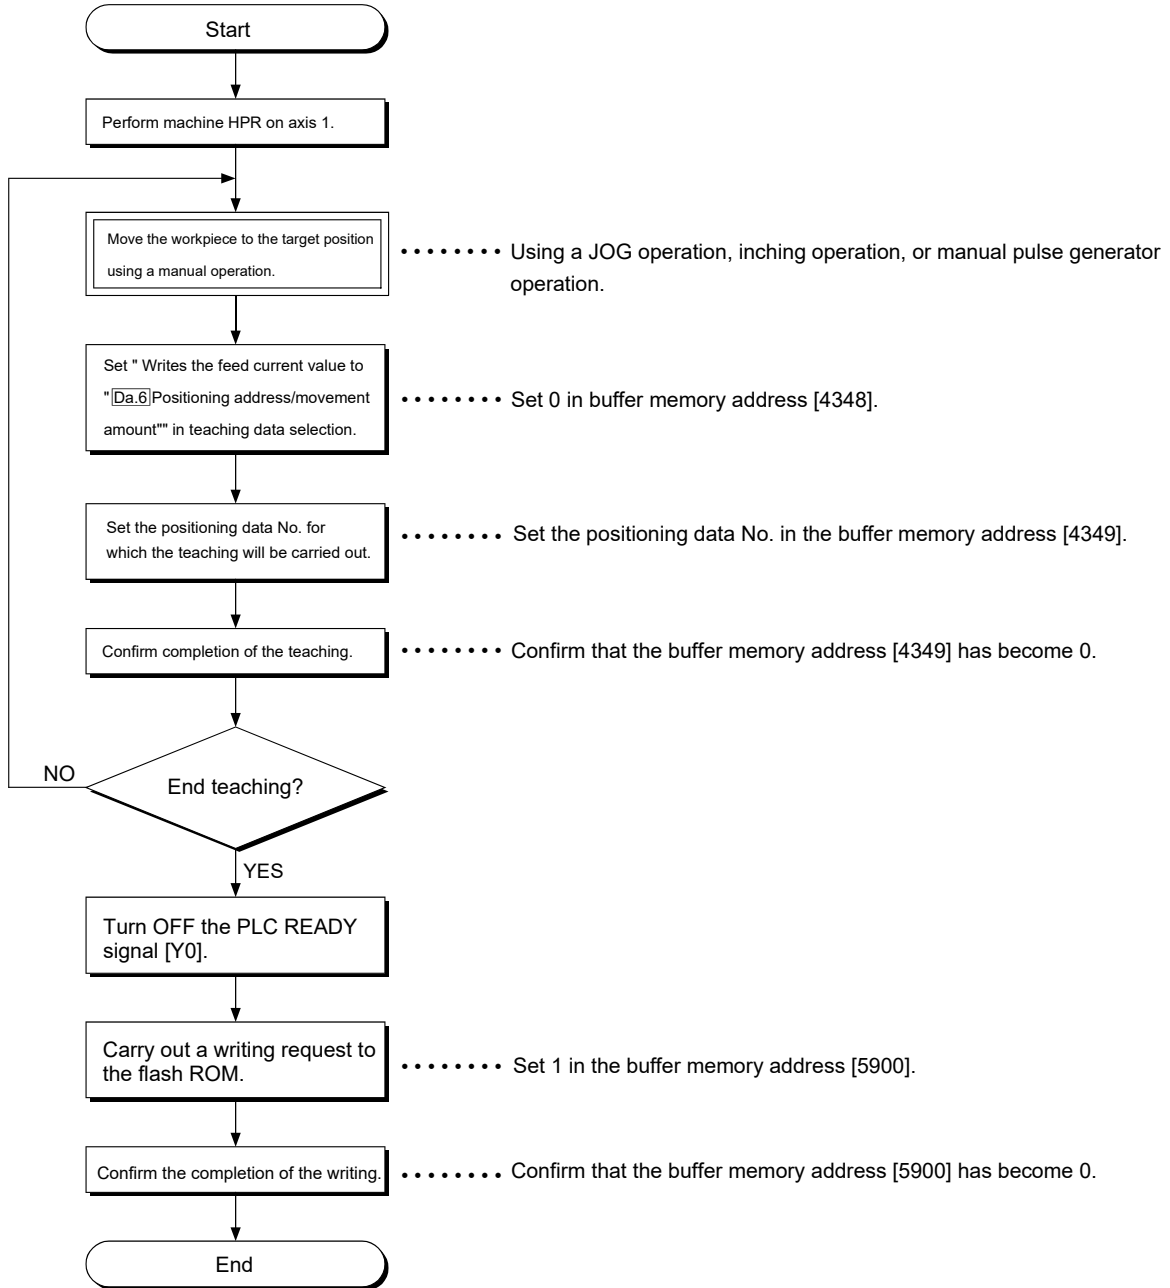 Start
Perform machine HPR on axis 1.
Move the workpiece to the target position
using a manual operation.
Using a JOG operation, inching operation, or manual pulse generator
operation.
Set " Writes the feed current value to
" Da.6 Positioning address/movement
amount"" in teaching data selection.
Set 0 in buffer memory address [4348].
Set the positioning data No. for
which the teaching will be carried out.
Set the positioning data No. in the buffer memory address [4349].
Confirm completion of the teaching.
Confirm that the buffer memory address [4349] has become 0.
NO
End teaching?
YES
Turn OFF the PLC READY
signal [Y0].
Carry out a writing request to
the flash ROM.
Set 1 in the buffer memory address [5900].
Confirm the completion of the writing.
Confirm that the buffer memory address [5900] has become 0.
End